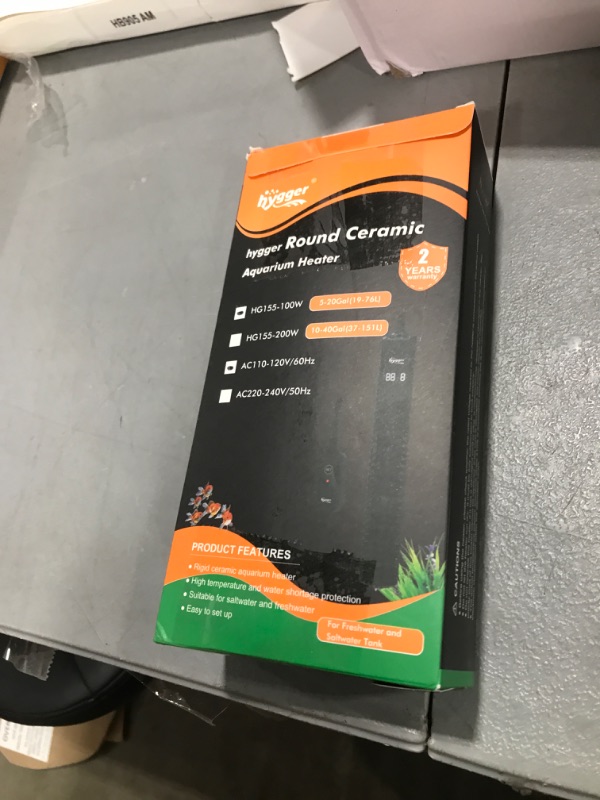 HB905 AM
hygger
hygger Round Ceramic
Aquarium Heater
2
YEARS
warranty
HG155-100W 5-20Gal(19-76L)
HG155-200W 10-40Gal(37-151L)
AC110-120V/60Hz
AC220-240V/50Hz
88 8
PRODUCT FEATURES
• Rigid ceramic aquarium heater
• High temperature and water shortage protection
• Suitable for saltwater and freshwater
• Easy to set up
For Freshwater and
Saltwater Tank
CAUTIONS